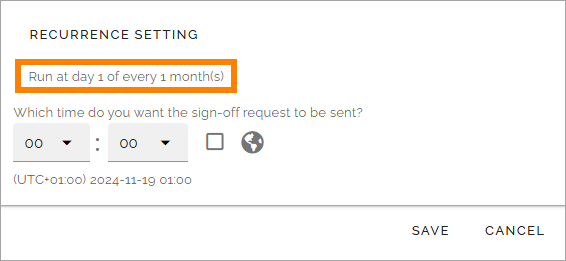 RECURRENCE SETTING
Run at day 1 of every 1 month(s)
Which time do you want the sign-off request to be sent?
00 : 00
(UTC+01:00) 2024-11-19 01:00
SAVE CANCEL